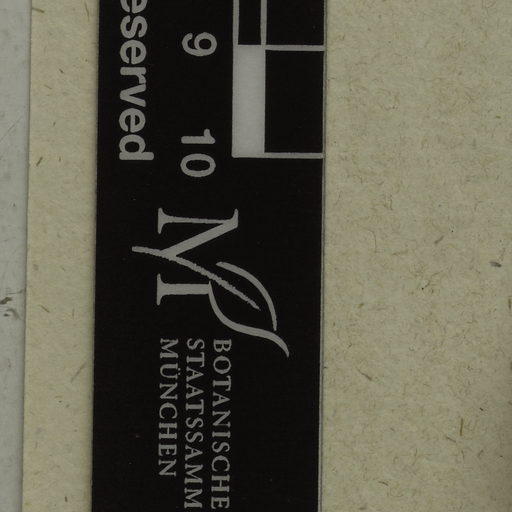 eserved
9 10
BOTANISCHE
STAATSSAMM
MÜNCHEN